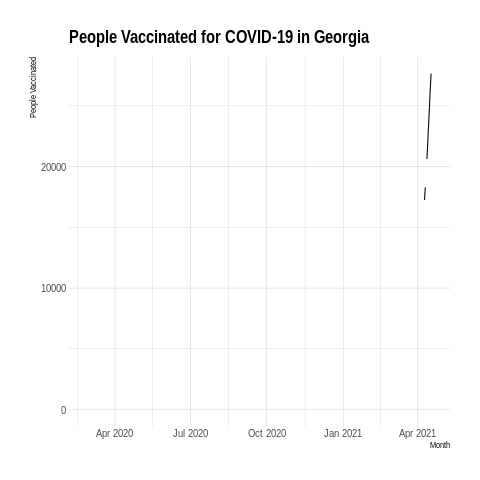 People Vaccinated for COVID-19 in Georgia
People Vaccinated
20000
10000
0
Apr 2020
Jul 2020
Oct 2020
Jan 2021
Apr 2021
Month